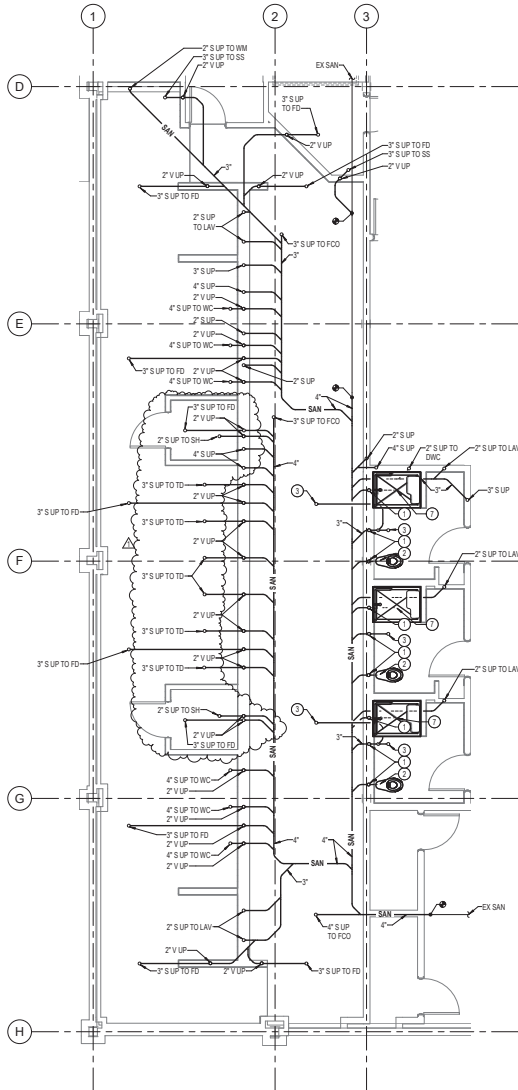 1
2
3
2" S UP TO WM
3" S UP TO SS
2" V UP
EX SAN
D
3" S UP
TO FD
SAN
2" V UP
3" S UP TO FD
3" S UP TO SS
2" V UP
3"
2" V UP
2" V UP
3" S UP TO FD
2" S UP
TO LAV
3" S UP TO FCO
3"
3" S UP
4" S UP
2" V UP
4" S UP TO WC
2" S UP
E
2" V UP
4" S UP TO WC
3" S UP TO FD
2" V UP
2" S UP
4" S UP TO WC
4"
SAN
3" S UP TO FD
2" V UP
3" S UP TO FCO
2" S UP TO SH
2" S UP
4" S UP
2" S UP TO
DWC
2" S UP TO LAV
4" S UP
4"
3" S UP TO TD
2" V UP
3
3"
3" S UP
3" S UP TO FD
1
7
3" S UP TO TD
3"
3
1
1
2" V UP
2
F
3" S UP TO TD
SAN
2" S UP TO LAV
2" V UP
1
7
3" S UP TO TD
3
1
3" S UP TO FD
2" V UP
SAN
2
3" S UP TO TD
2" S UP TO LAV
2" S UP TO SH
3
1
7
2" V UP
3" S UP TO FD
3"
3
SAN
1
4" S UP TO WC
2
2" V UP
G
4" S UP TO WC
2" V UP
3" S UP TO FD
SAN
2" V UP
4"
4"
4" S UP TO WC
2" V UP
SAN
3"
2" S UP TO LAV
4" S UP
TO FCO
SAN
4"
EX SAN
2" V UP
3" S UP TO FD
2" V UP
3" S UP TO FD
H